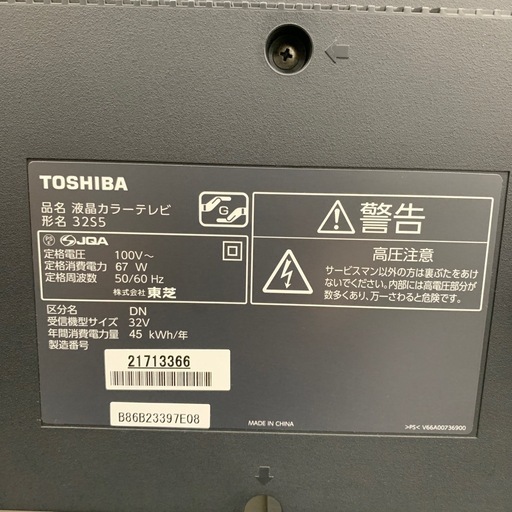 TOSHIBA
品名 液晶カラーテレビ
形名 32S5
G
JQA
定格電圧 100V～
定格消費電力 67 W
定格周波数 50/60 Hz
株式会社 東芝
区分名 DN
受信機型サイズ 32V
年間消費電力量 45 kWh/年
製造番号
21713366
B86B23397E08
警告
高圧注意
サービスマン以外の方は裏ぶたをあけ
ないでください。内部には高電圧部分が
数多くあり、万一さわると危険です。
MADE IN CHINA
>PS< V66A00736900